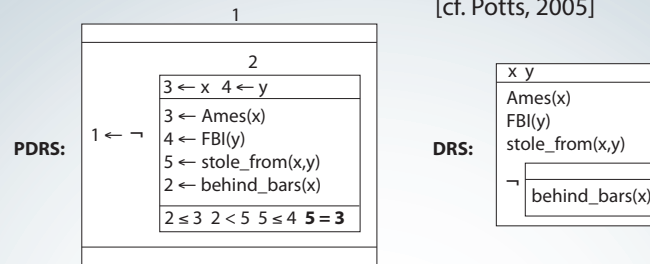 [cf. Potts, 2005]
1
2
3 ← x 4 ← y
3 ← Ames(x)
4 ← FBI(y)
5 ← stole_from(x,y)
2 ← behind_bars(x)
2 ≤ 3 2 < 5 5 ≤ 4 5 = 3
PDRS:
1 ← ¬
DRS:
x y
Ames(x)
FBI(y)
stole_from(x,y)
¬
behind_bars(x)